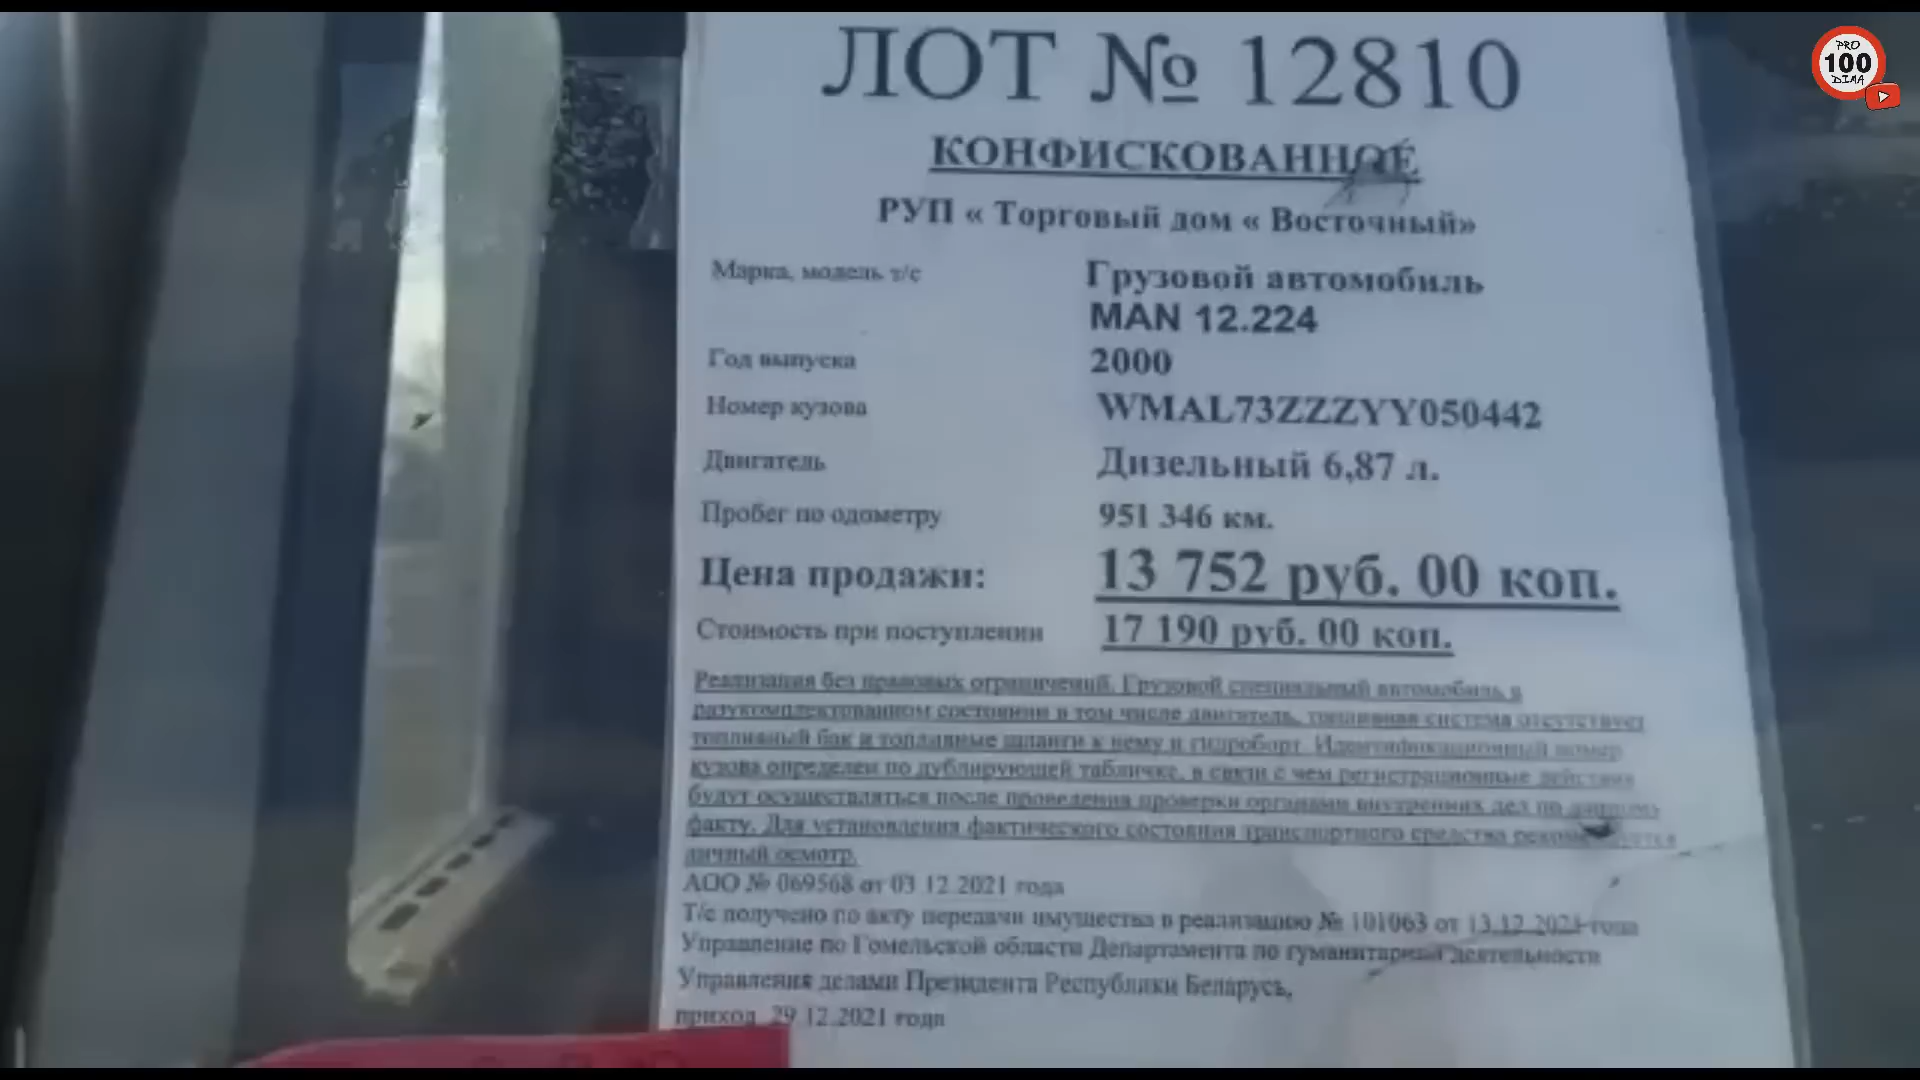 PRO
100
DIMA
ЛОТ № 12810
КОНФИСКОВАННОЕ
РУП « Торговый дом « Восточный»
Марка, модель т/с Грузовой автомобиль
MAN 12.224
Год выпуска 2000
Номер кузова WMAL73ZZZYY050442
Двигатель Дизельный 6,87 л.
Пробег по одометру 951 346 км.
Цена продажи: 13 752 руб. 00 коп.
Стоимость при поступлении 17 190 руб. 00 коп.
Реализация без правовых ограничений. Грузовой специальный автомобиль в
разукомплектованном состоянии в том числе двигатель, топливная система отсутствует
топливный бак и топливные шланги к нему и гидроборт. Идентификационный номер
кузова определен по дублирующей табличке, в связи с чем регистрационные действия
будут осуществляться после проведения проверки органами внутренних дел по данному
факту. Для установления фактического состояния транспортного средства рекомендуется
личный осмотр.
АОО № 069568 от 03 12.2021 года
Т/с получено по акту передачи имущества в реализацию № 101063 от 13.12.2021 года
Управление по Гомельской области Департамента по гуманитарной деятельности
Управления делами Президента Республики Беларусь,
приход 29.12.2021 года